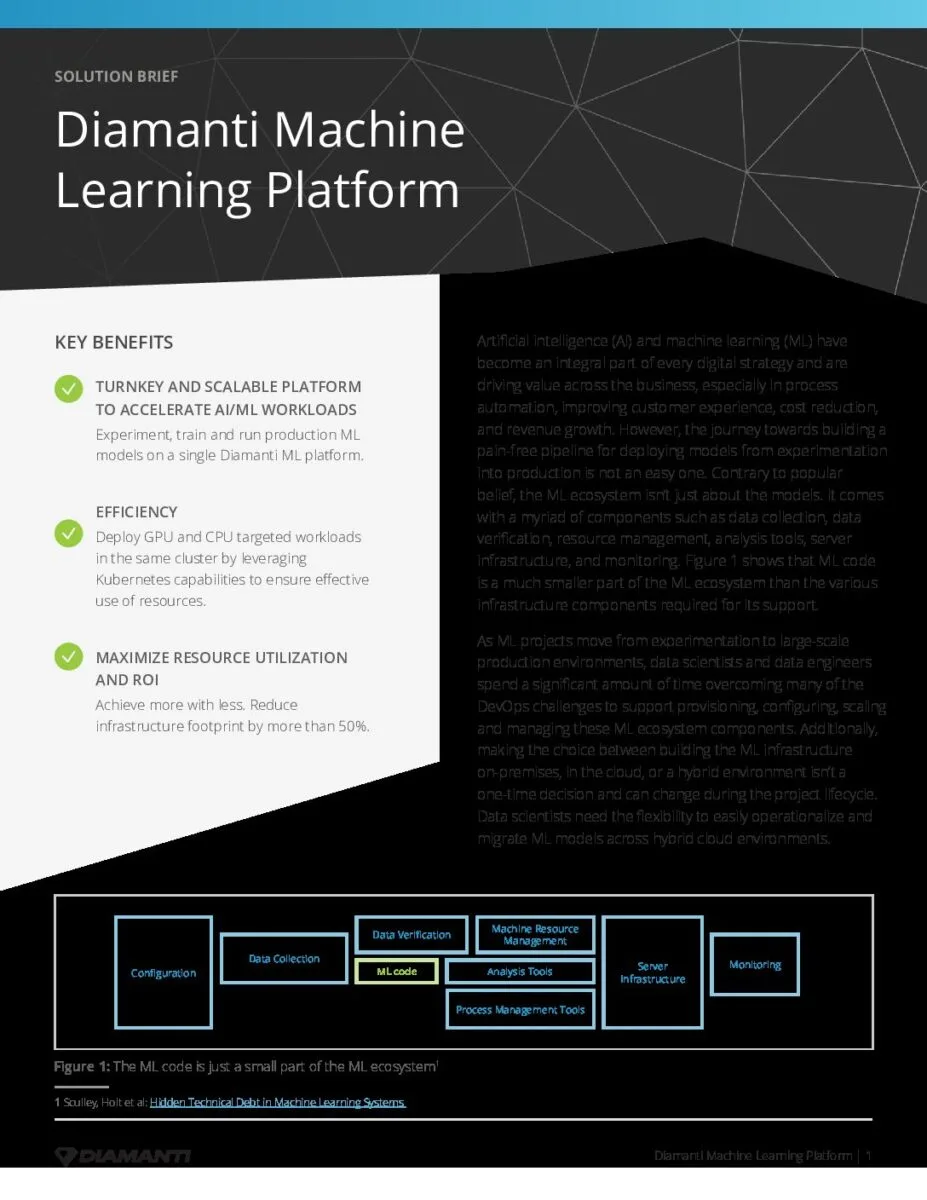 SOLUTION BRIEF
Diamanti Machine
Learning Platform
KEY BENEFITS
TURNKEY AND SCALABLE PLATFORM
TO ACCELERATE AI/ML WORKLOADS
Experiment, train and run production ML
models on a single Diamanti ML platform.
EFFICIENCY
Deploy GPU and CPU targeted workloads
in the same cluster by leveraging
Kubernetes capabilities to ensure effective
use of resources.
MAXIMIZE RESOURCE UTILIZATION
AND ROI
Achieve more with less. Reduce
infrastructure footprint by more than 50%.
Artificial intelligence (AI) and machine learning (ML) have
become an integral part of every digital strategy and are
driving value across the business, especially in process
automation, improving customer experience, cost reduction,
and revenue growth. However, the journey towards building a
pain-free pipeline for deploying models from experimentation
into production is not an easy one. Contrary to popular
belief, the ML ecosystem isn't just about the models. It comes
with a myriad of components such as data collection, data
verification, resource management, analysis tools, server
infrastructure, and monitoring. Figure 1 shows that ML code
is a much smaller part of the ML ecosystem than the various
infrastructure components required for its support.
As ML projects move from experimentation to large-scale
production environments, data scientists and data engineers
spend a significant amount of time overcoming many of the
DevOps challenges to support provisioning, configuring, scaling
and managing these ML ecosystem components. Additionally,
making the choice between building the ML infrastructure
on-premises, in the cloud, or a hybrid environment isn't a
one-time decision and can change during the project lifecycle.
Data scientists need the flexibility to easily operationalize and
migrate ML models across hybrid cloud environments.
Configuration
Data Collection
Data Verification
ML code
Machine Resource
Management
Analysis Tools
Process Management Tools
Server
Infrastructure
Monitoring
Figure 1: The ML code is just a small part of the ML ecosystem¹
1 Sculley, Holt et al: Hidden Technical Debt in Machine Learning Systems
DIAMANTI
Diamanti Machine Learning Platform | 1